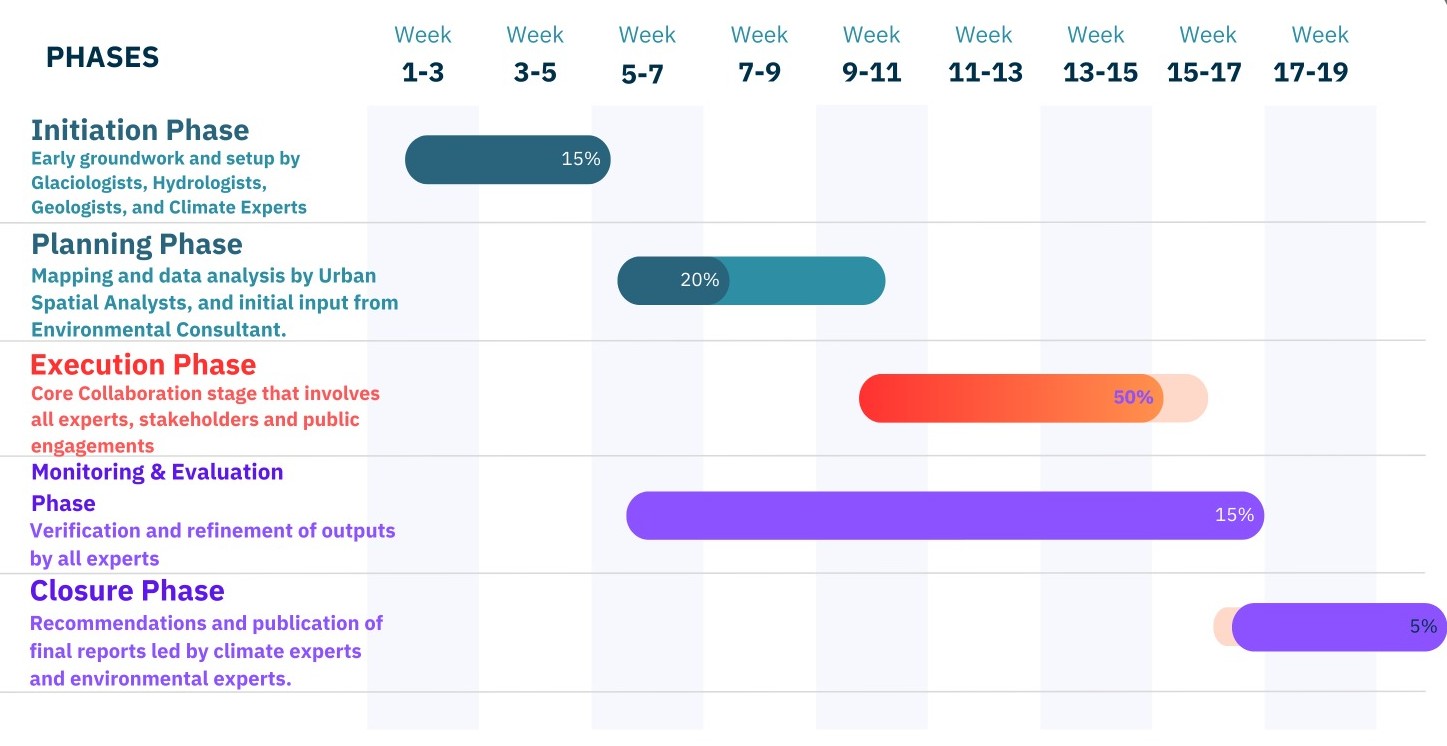 PHASES
Week Week Week Week Week Week Week Week Week
1-3 3-5 5-7 7-9 9-11 11-13 13-15 15-17 17-19
Initiation Phase
Early groundwork and setup by
Glaciologists, Hydrologists,
Geologists, and Climate Experts
15%
Planning Phase
Mapping and data analysis by Urban
Spatial Analysts, and initial input from
Environmental Consultant.
20%
Execution Phase
Core Collaboration stage that involves
all experts, stakeholders and public
engagements
50%
Monitoring & Evaluation
Phase
Verification and refinement of outputs
by all experts
15%
Closure Phase
Recommendations and publication of
final reports led by climate experts
and environmental experts.
5%